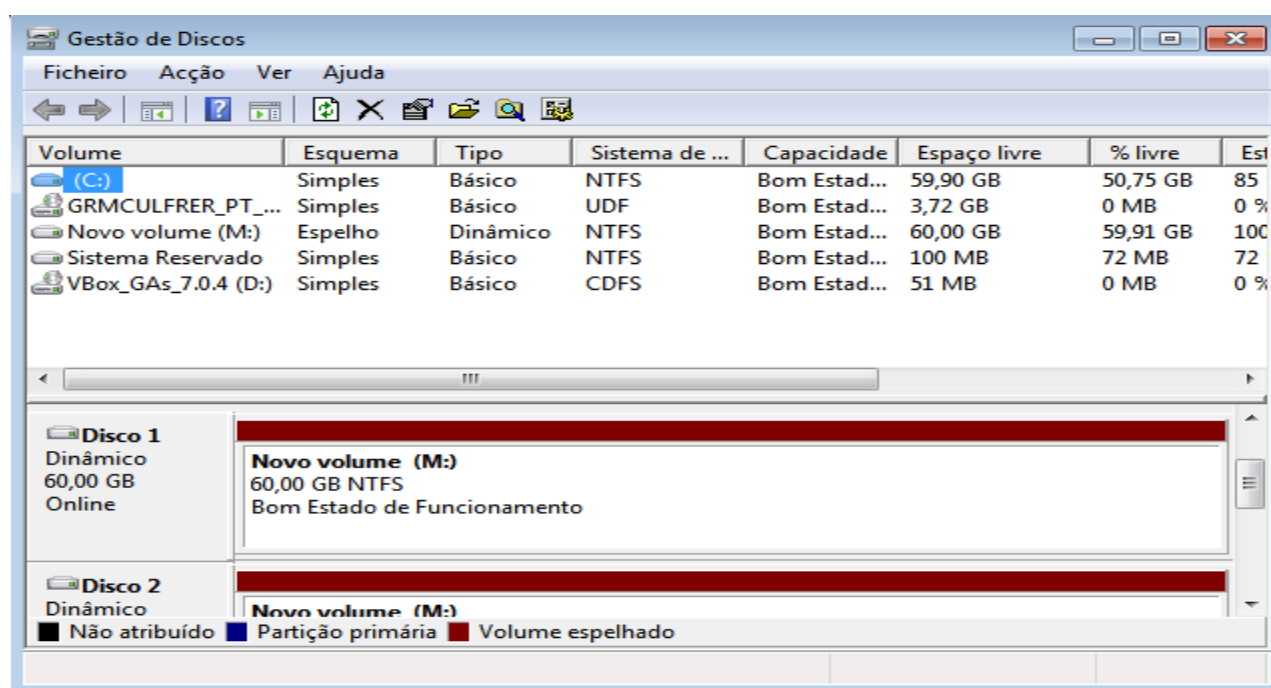 Gestão de Discos
Ficheiro Acção Ver Ajuda
Volume Esquema Tipo Sistema de ... Capacidade Espaço livre % livre Est
(C:) Simples Básico NTFS Bom Estad... 59,90 GB 50,75 GB 85
GRMCULFRER_PT_... Simples Básico UDF Bom Estad... 3,72 GB 0 MB 0 %
Novo volume (M:) Espelho Dinâmico NTFS Bom Estad... 60,00 GB 59,91 GB 100
Sistema Reservado Simples Básico NTFS Bom Estad... 100 MB 72 MB 72
VBox_GAs_7.0.4 (D:) Simples Básico CDFS Bom Estad... 51 MB 0 MB 0 %
Disco 1
Dinâmico
60,00 GB
Online
Novo volume (M:)
60,00 GB NTFS
Bom Estado de Funcionamento
Disco 2
Dinâmico
Novo volume (M:)
Não atribuído Partição primária Volume espelhado